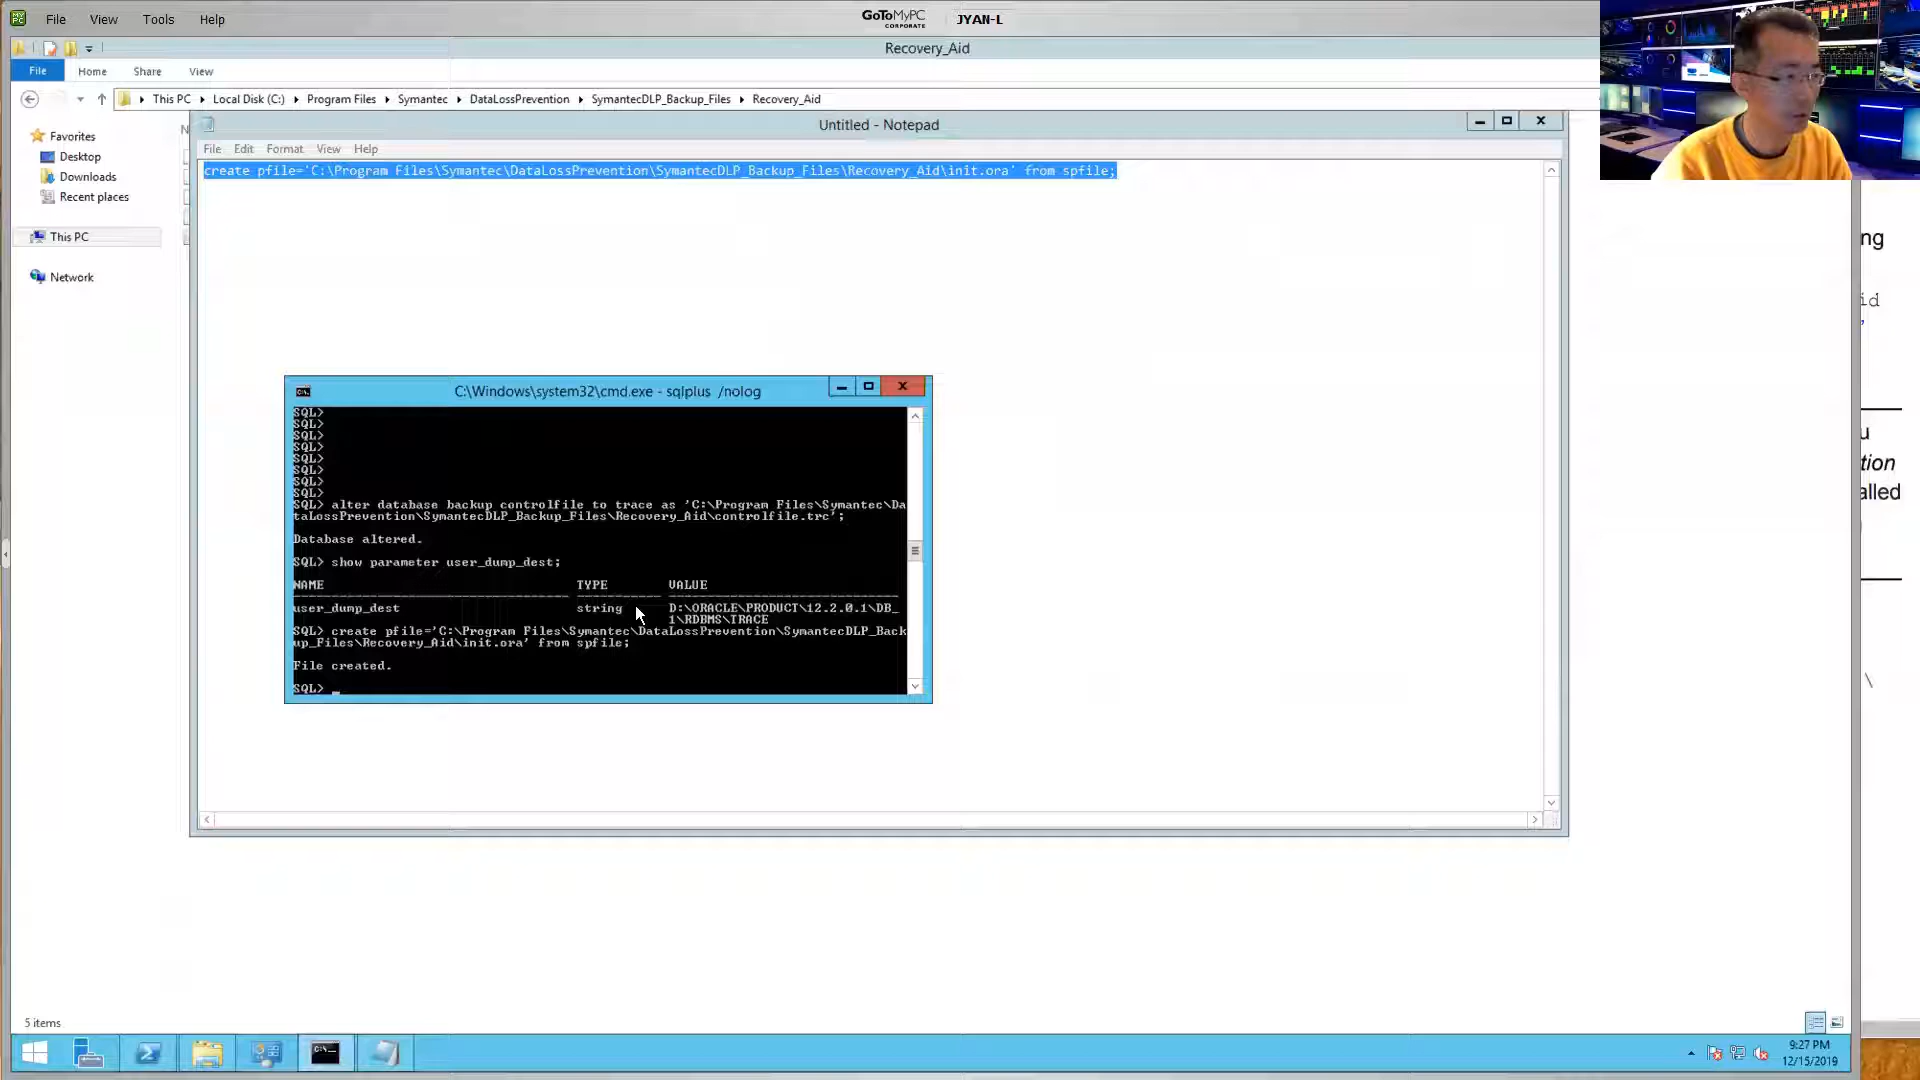 File View Tools Help GoToMyPC CORPORATE JYAN-L
Recovery_Aid
File Home Share View
This PC Local Disk (C:) Program Files Symantec DataLossPrevention SymantecDLP_Backup_Files Recovery_Aid
Untitled - Notepad
File Edit Format View Help
create pfile='C:\Program Files\Symantec\DataLossPrevention\SymantecDLP_Backup_Files\Recovery_Aid\init.ora' from spfile;
Favorites
Desktop
Downloads
Recent places
This PC
Network
C:\Windows\system32\cmd.exe - sqlplus /nolog
SQL>
SQL>
SQL>
SQL>
SQL>
SQL>
SQL>
SQL>
SQL> alter database backup controlfile to trace as 'C:\Program Files\Symantec\Da
taLossPrevention\SymantecDLP_Backup_Files\Recovery_Aid\controlfile.trc';
Database altered.
SQL> show parameter user_dump_dest;
NAME TYPE VALUE
user_dump_dest string D:\ORACLE\PRODUCT\12.2.0.1\DB_
1\RDBMS\TRACE
SQL> create pfile='C:\Program Files\Symantec\DataLossPrevention\SymantecDLP_Back
up_Files\Recovery_Aid\init.ora' from spfile;
File created.
SQL>
ng
id
u
tion
alled
\
5 items
9:27 PM
12/15/2019